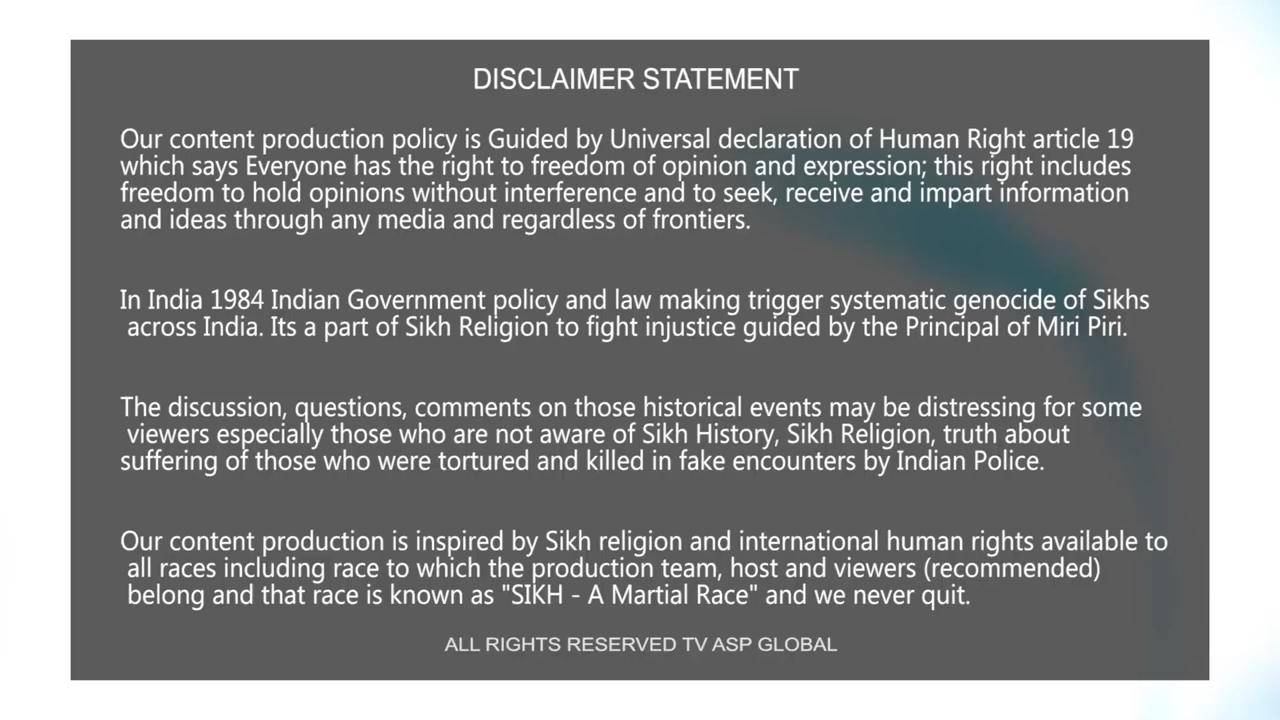 DISCLAIMER STATEMENT
Our content production policy is Guided by Universal declaration of Human Right article 19
which says Everyone has the right to freedom of opinion and expression; this right includes
freedom to hold opinions without interference and to seek, receive and impart information
and ideas through any media and regardless of frontiers.
In India 1984 Indian Government policy and law making trigger systematic genocide of Sikhs
across India. Its a part of Sikh Religion to fight injustice guided by the Principal of Miri Piri.
The discussion, questions, comments on those historical events may be distressing for some
viewers especially those who are not aware of Sikh History, Sikh Religion, truth about
suffering of those who were tortured and killed in fake encounters by Indian Police.
Our content production is inspired by Sikh religion and international human rights available to
all races including race to which the production team, host and viewers (recommended)
belong and that race is known as "SIKH - A Martial Race" and we never quit.
ALL RIGHTS RESERVED TV ASP GLOBAL